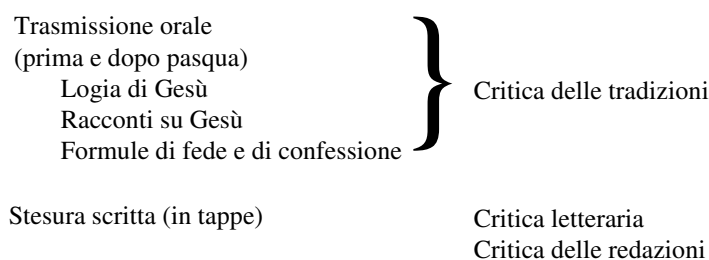 Trasmissione orale
(prima e dopo pasqua)
Logia di Gesù
Racconti su Gesù
Formule di fede e di confessione
Critica delle tradizioni
Stesura scritta (in tappe)
Critica letteraria
Critica delle redazioni